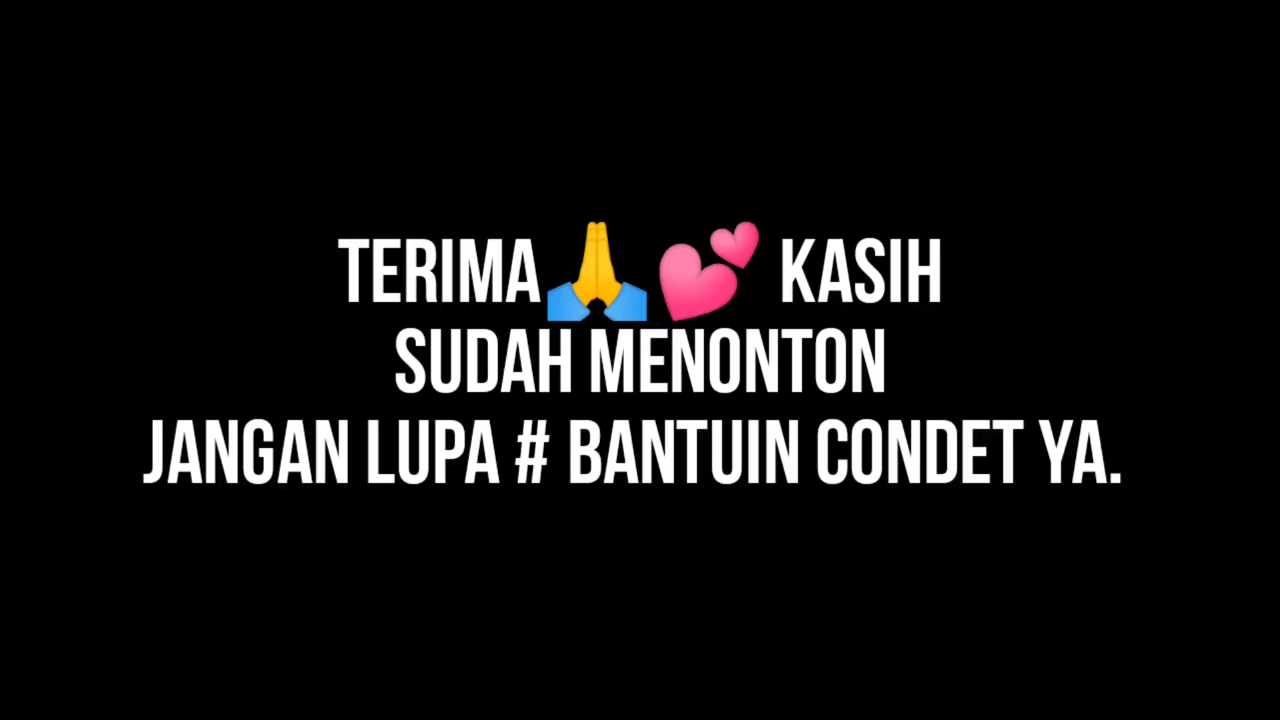 TERIMA🙏💕 KASIH
SUDAH MENONTON
JANGAN LUPA # BANTUIN CONDET YA.